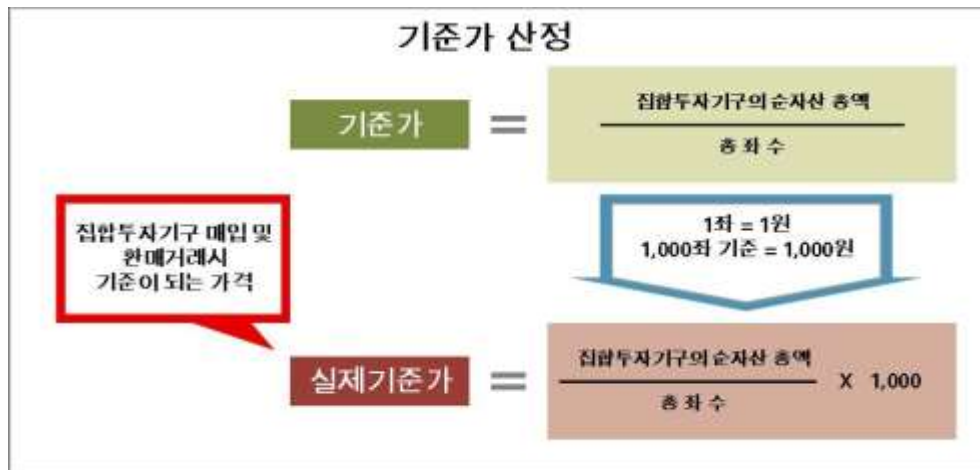 기준가 산정
기준가 =
집합투자기구의 순자산 총액
총 좌 수
집합투자기구 매입 및
환매거래시
기준이 되는 가격
1좌 = 1원
1,000좌 기준 = 1,000원
실제기준가 =
집합투자기구의 순자산 총액
총 좌 수
X 1,000